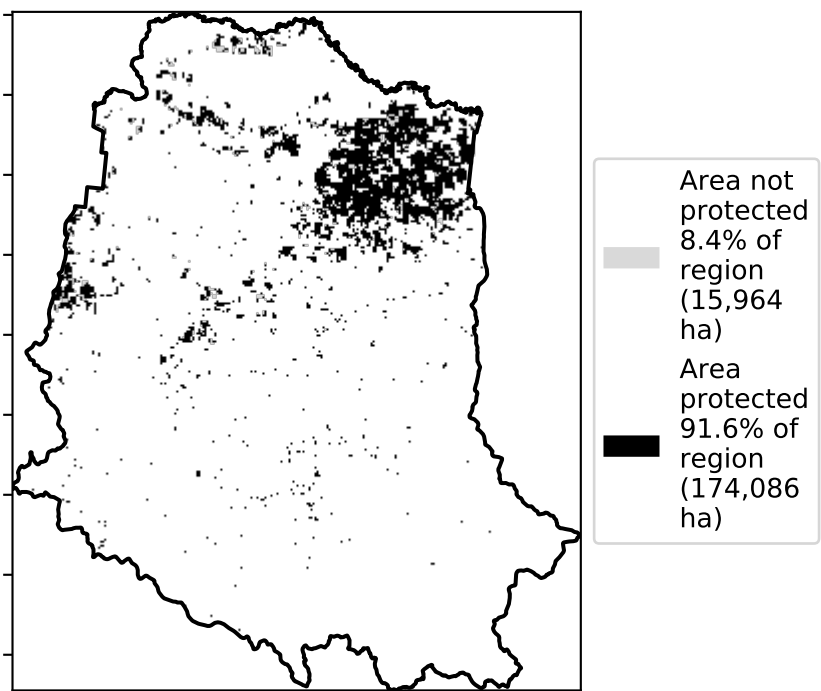 Area not
protected
8.4% of
region
(15,964
ha)
Area
protected
91.6% of
region
(174,086
ha)